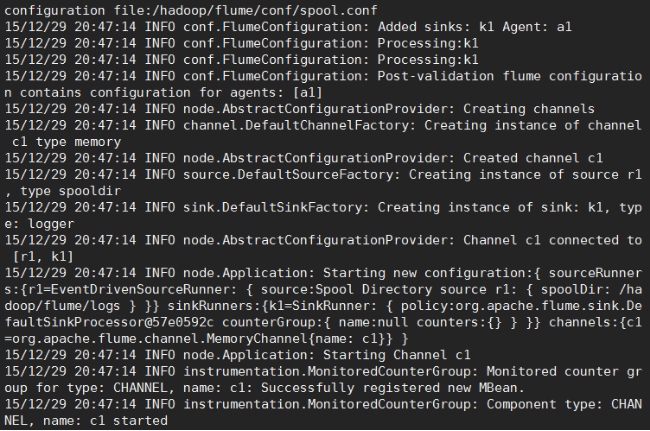 configuration file:/hadoop/flume/conf/spool.conf
15/12/29 20:47:14 INFO conf.FlumeConfiguration: Added sinks: k1 Agent: a1
15/12/29 20:47:14 INFO conf.FlumeConfiguration: Processing:k1
15/12/29 20:47:14 INFO conf.FlumeConfiguration: Processing:k1
15/12/29 20:47:14 INFO conf.FlumeConfiguration: Post-validation flume configuratio
n contains configuration for agents: [a1]
15/12/29 20:47:14 INFO node.AbstractConfigurationProvider: Creating channels
15/12/29 20:47:14 INFO channel.DefaultChannelFactory: Creating instance of channel
 c1 type memory
15/12/29 20:47:14 INFO node.AbstractConfigurationProvider: Created channel c1
15/12/29 20:47:14 INFO source.DefaultSourceFactory: Creating instance of source r1
, type spooldir
15/12/29 20:47:14 INFO sink.DefaultSinkFactory: Creating instance of sink: k1, typ
e: logger
15/12/29 20:47:14 INFO node.AbstractConfigurationProvider: Channel c1 connected to
 [r1, k1]
15/12/29 20:47:14 INFO node.Application: Starting new configuration:{ sourceRunner
s:{r1=EventDrivenSourceRunner: { source:Spool Directory source r1: { spoolDir: /ha
doop/flume/logs } }} sinkRunners:{k1=SinkRunner: { policy:org.apache.flume.sink.De
faultSinkProcessor@57e0592c counterGroup:{ name:null counters:{} } }} channels:{c1
=org.apache.flume.channel.MemoryChannel{name: c1}} }
15/12/29 20:47:14 INFO node.Application: Starting Channel c1
15/12/29 20:47:14 INFO instrumentation.MonitoredCounterGroup: Monitored counter gr
oup for type: CHANNEL, name: c1: Successfully registered new MBean.
15/12/29 20:47:14 INFO instrumentation.MonitoredCounterGroup: Component type: CHAN
NEL, name: c1 started